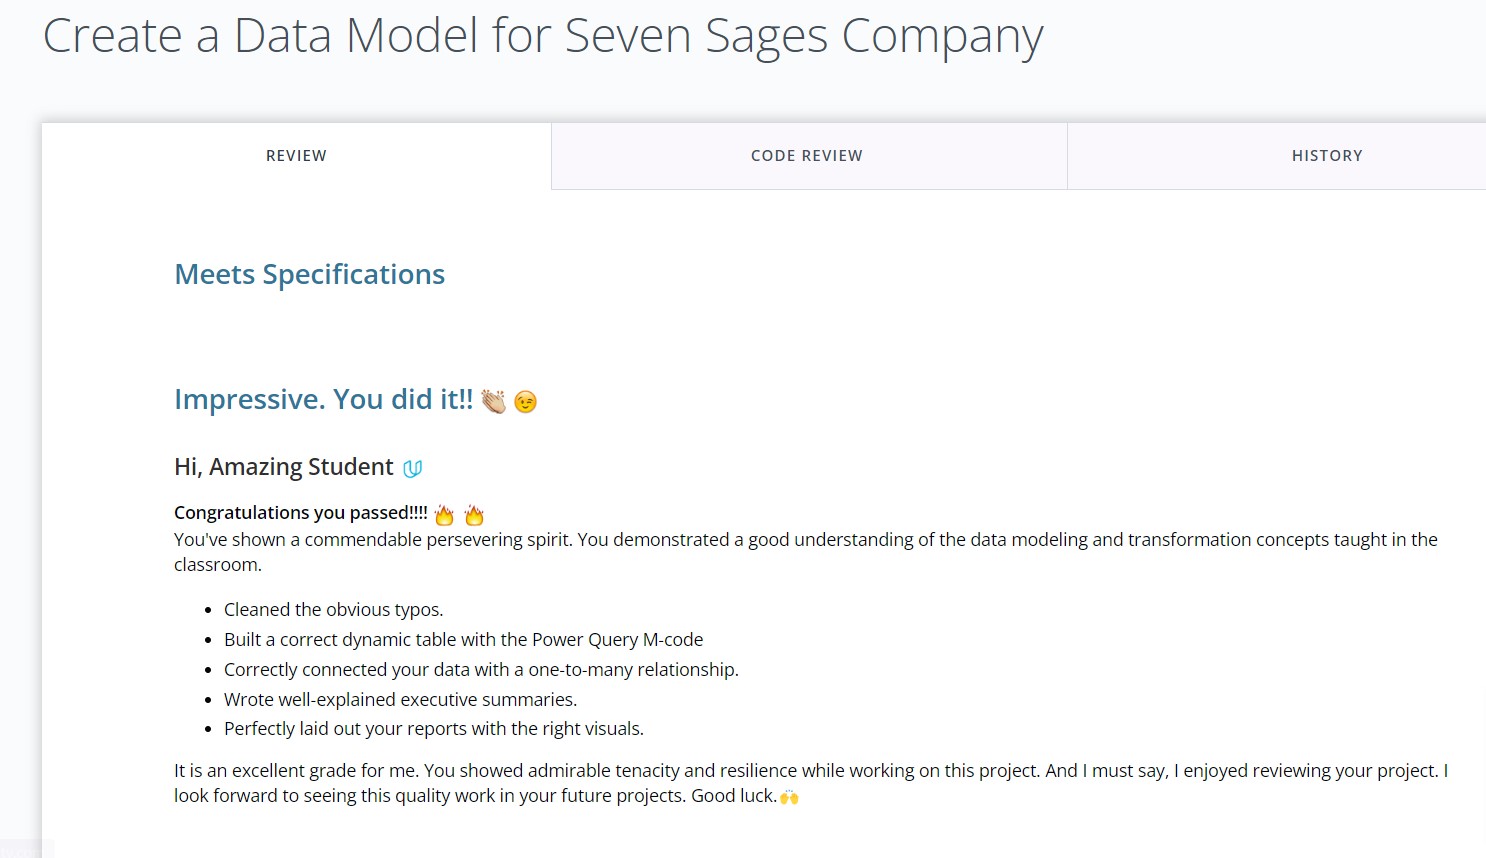 Create a Data Model for Seven Sages Company
REVIEW
CODE REVIEW
HISTORY
Meets Specifications
Impressive. You did it!! 👏🏼 😉
Hi, Amazing Student
Congratulations you passed!!!! 🔥 🔥
You've shown a commendable persevering spirit. You demonstrated a good understanding of the data modeling and transformation concepts taught in the
classroom.
• Cleaned the obvious typos.
• Built a correct dynamic table with the Power Query M-code
• Correctly connected your data with a one-to-many relationship.
• Wrote well-explained executive summaries.
• Perfectly laid out your reports with the right visuals.
It is an excellent grade for me. You showed admirable tenacity and resilience while working on this project. And I must say, I enjoyed reviewing your project. I
look forward to seeing this quality work in your future projects. Good luck.🙌